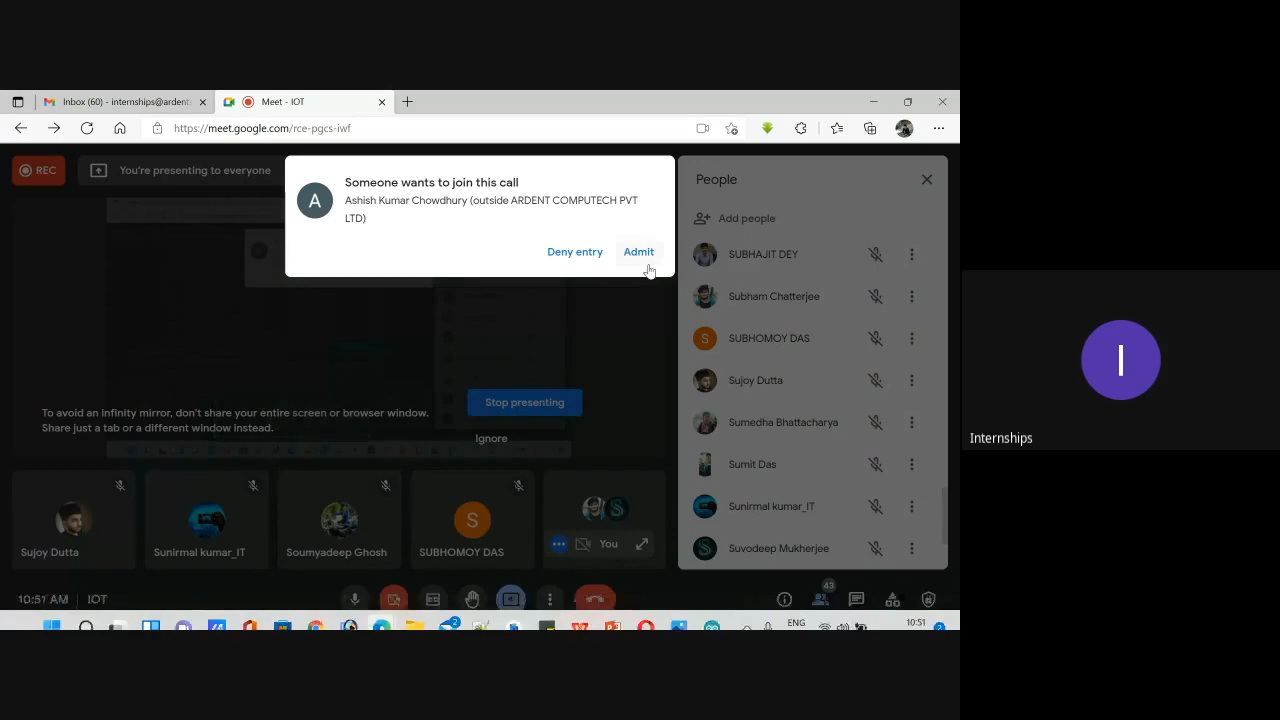 Inbox (60) - internships@ardent
Meet - IOT
https://meet.google.com/rce-pgcs-iwf
REC
You're presenting to everyone
Someone wants to join this call
A
Ashish Kumar Chowdhury (outside ARDENT COMPUTECH PVT
LTD)
Deny entry
Admit
To avoid an infinity mirror, don't share your entire screen or browser window.
Share just a tab or a different window instead.
Stop presenting
Ignore
People
Add people
SUBHAJIT DEY
Subham Chatterjee
S
SUBHOMOY DAS
Sujoy Dutta
Sumedha Bhattacharya
Sumit Das
Sunirmal kumar_IT
Suvodeep Mukherjee
Sujoy Dutta
Sunirmal kumar_IT
Soumyadeep Ghosh
S
SUBHOMOY DAS
You
10:51 AM
IOT
43
2
ENG
10:51
2
I
Internships